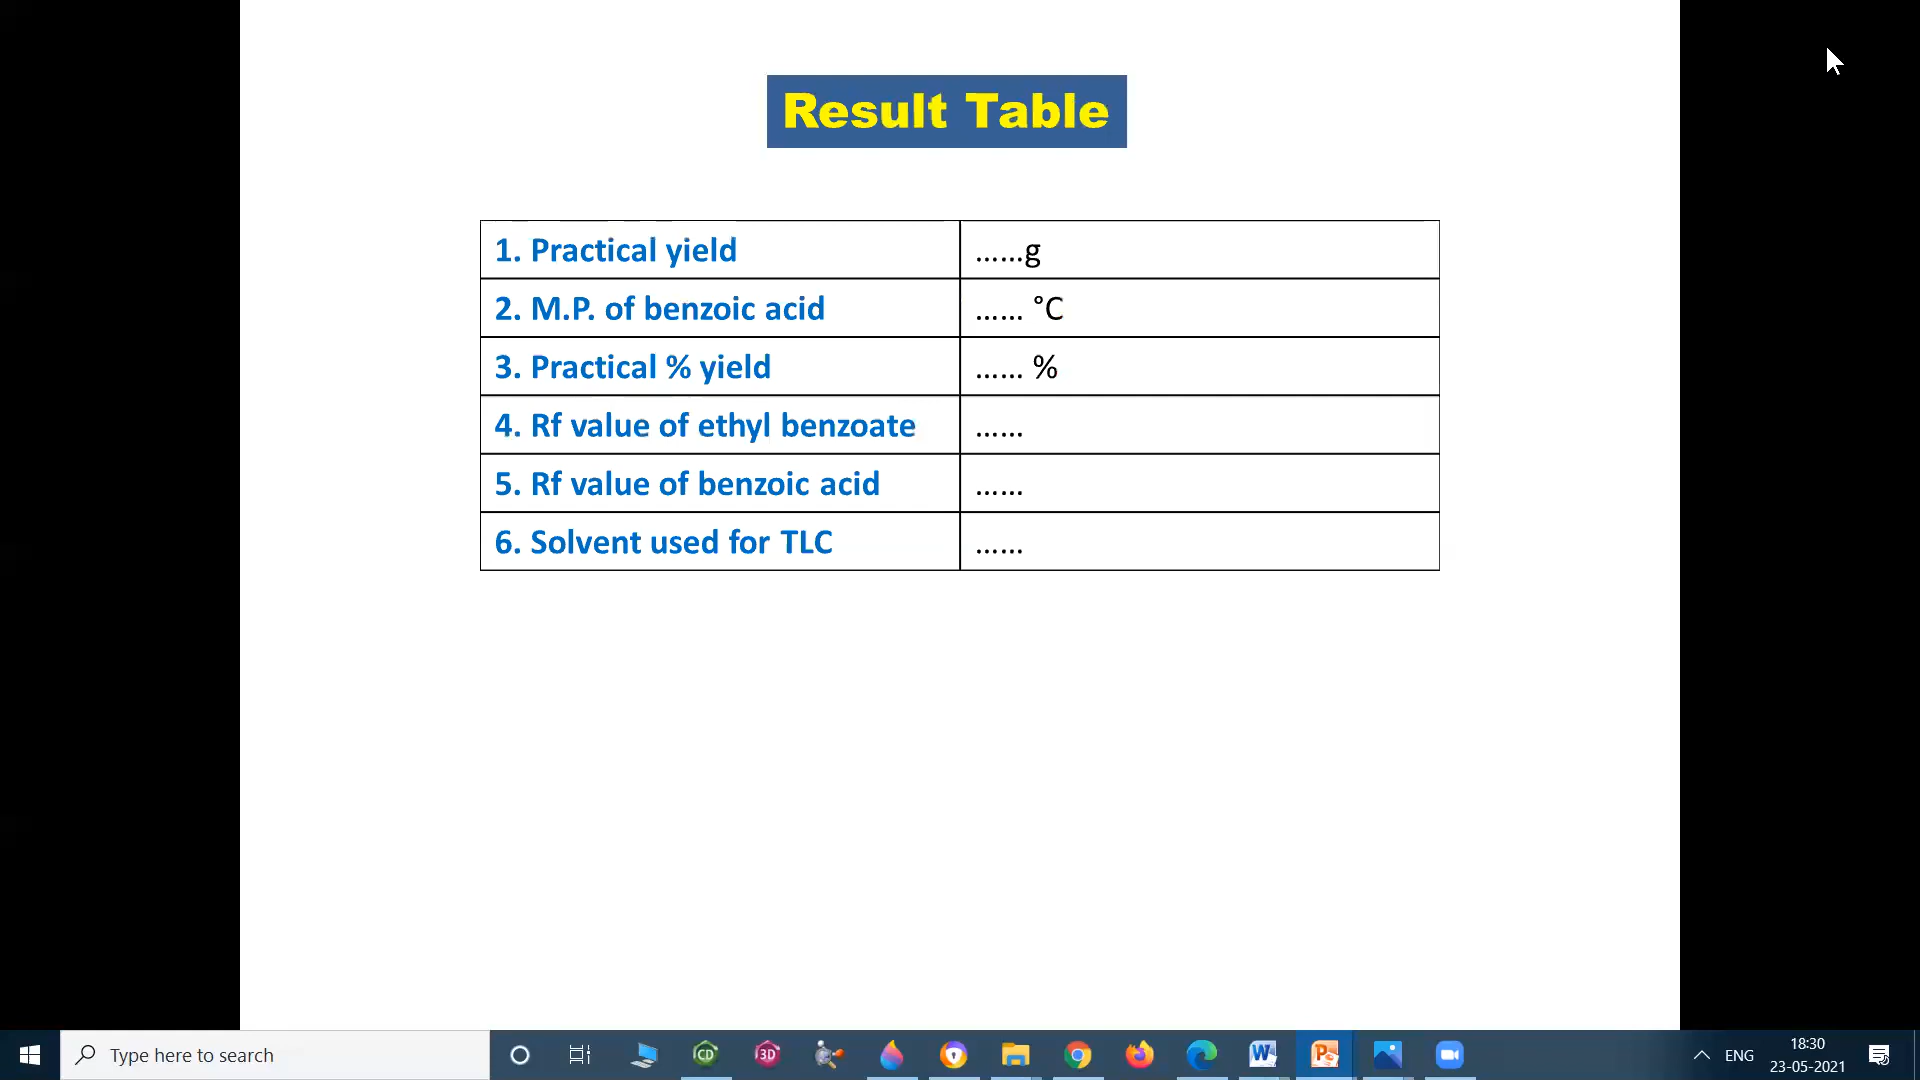 Result Table
1. Practical yield ......g
2. M.P. of benzoic acid ...... °C
3. Practical % yield ...... %
4. Rf value of ethyl benzoate ......
5. Rf value of benzoic acid ......
6. Solvent used for TLC ......
Type here to search
CD
3D
W
P
ENG
18:30
23-05-2021